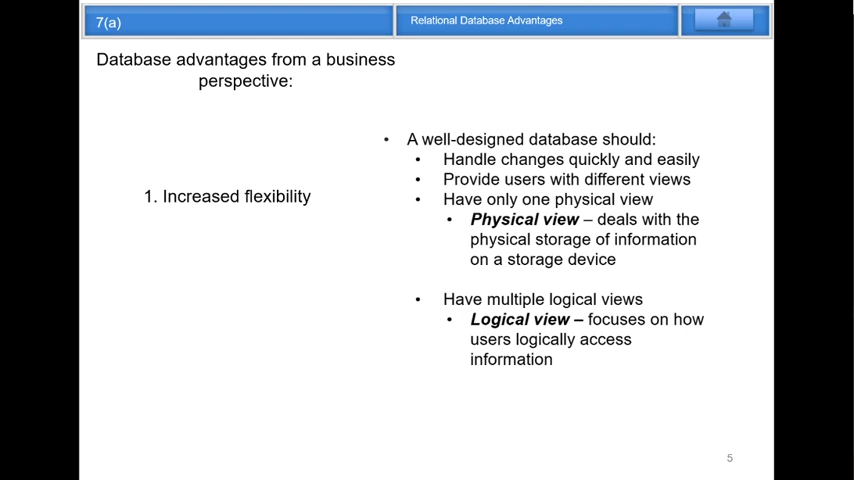 7(a)
Relational Database Advantages
Database advantages from a business
perspective:
1. Increased flexibility
• A well-designed database should:
• Handle changes quickly and easily
• Provide users with different views
• Have only one physical view
• Physical view – deals with the
physical storage of information
on a storage device
• Have multiple logical views
• Logical view – focuses on how
users logically access
information
5